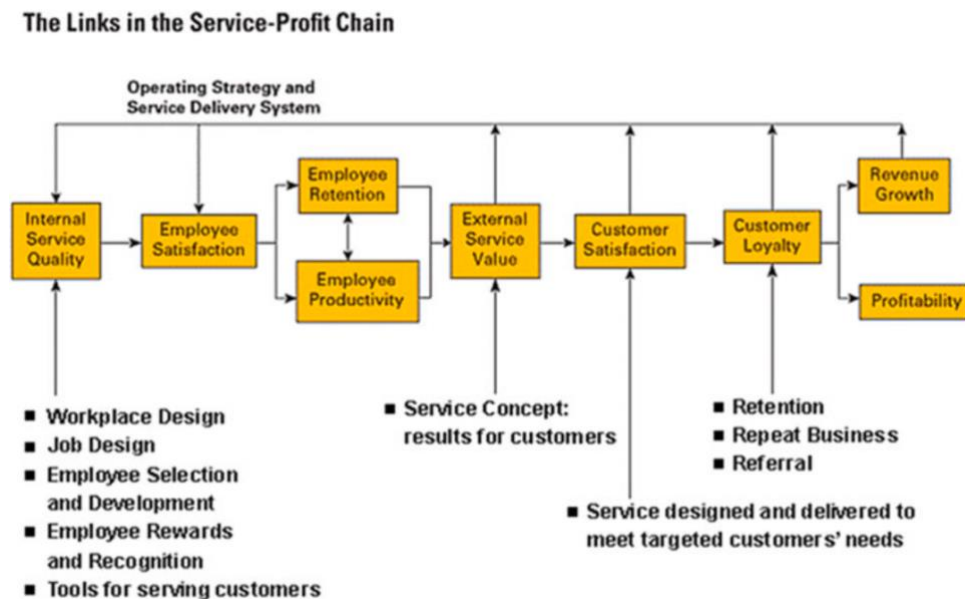 The Links in the Service-Profit Chain
Operating Strategy and
Service Delivery System
Internal
Service
Quality
Employee
Satisfaction
Employee
Retention
Employee
Productivity
External
Service
Value
Customer
Satisfaction
Customer
Loyalty
Revenue
Growth
Profitability
■ Workplace Design
■ Job Design
■ Employee Selection
and Development
■ Employee Rewards
and Recognition
■ Tools for serving customers
■ Service Concept:
results for customers
■ Service designed and delivered to
meet targeted customers’ needs
■ Retention
■ Repeat Business
■ Referral